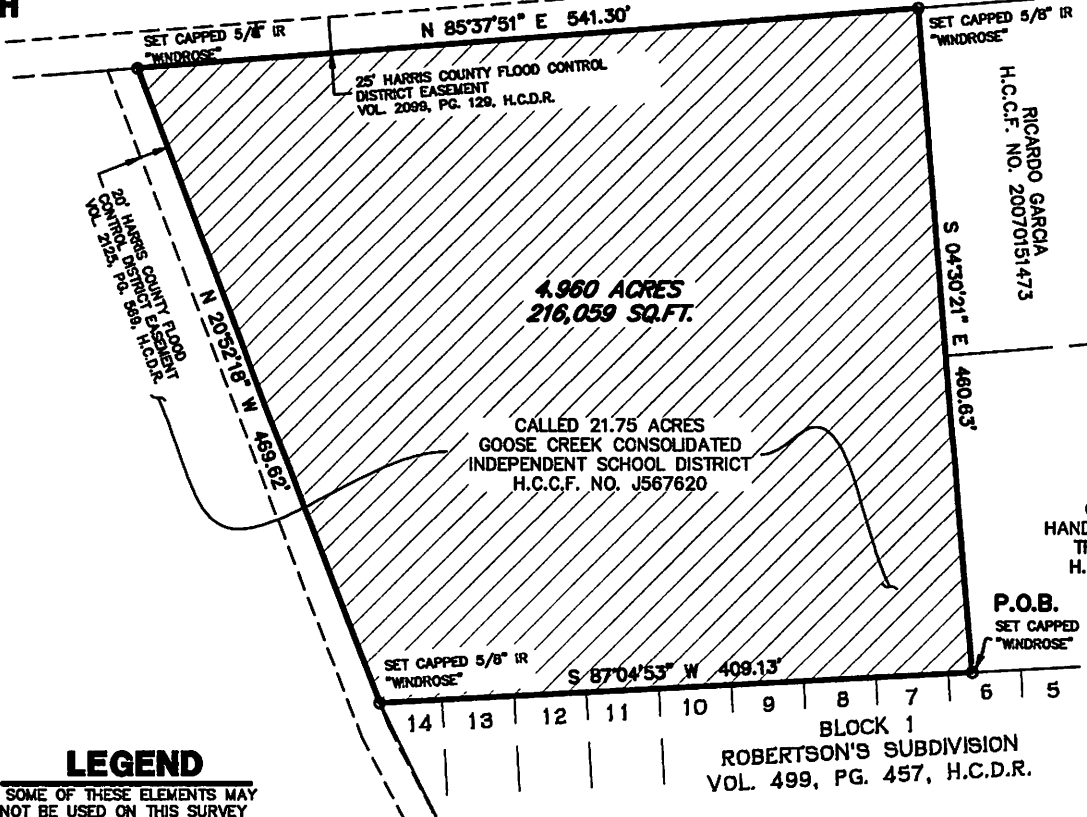 H
N 85°37'51" E 541.30'
SET CAPPED 5/8" IR
"WINDROSE"
SET CAPPED 5/8" IR
"WINDROSE"
25' HARRIS COUNTY FLOOD CONTROL
DISTRICT EASEMENT
VOL. 2099, PG. 129, H.C.D.R.
RICARDO GARCIA
H.C.C.F. NO. 20070151473
20' HARRIS COUNTY FLOOD
CONTROL DISTRICT EASEMENT
VOL. 2125, PG. 569, H.C.D.R.
N 20°52'18" W 469.62'
S 04°30'21" E 460.63'
4.960 ACRES
216,059 SQ.FT.
CALLED 21.75 ACRES
GOOSE CREEK CONSOLIDATED
INDEPENDENT SCHOOL DISTRICT
H.C.C.F. NO. J567620
HAND
H.
P.O.B.
SET CAPPED
"WINDROSE"
SET CAPPED 5/8" IR
"WINDROSE"
S 87°04'53" W 409.13'
14 13 12 11 10 9 8 7 6 5
BLOCK 1
ROBERTSON'S SUBDIVISION
VOL. 499, PG. 457, H.C.D.R.
LEGEND
SOME OF THESE ELEMENTS MAY
NOT BE USED ON THIS SURVEY